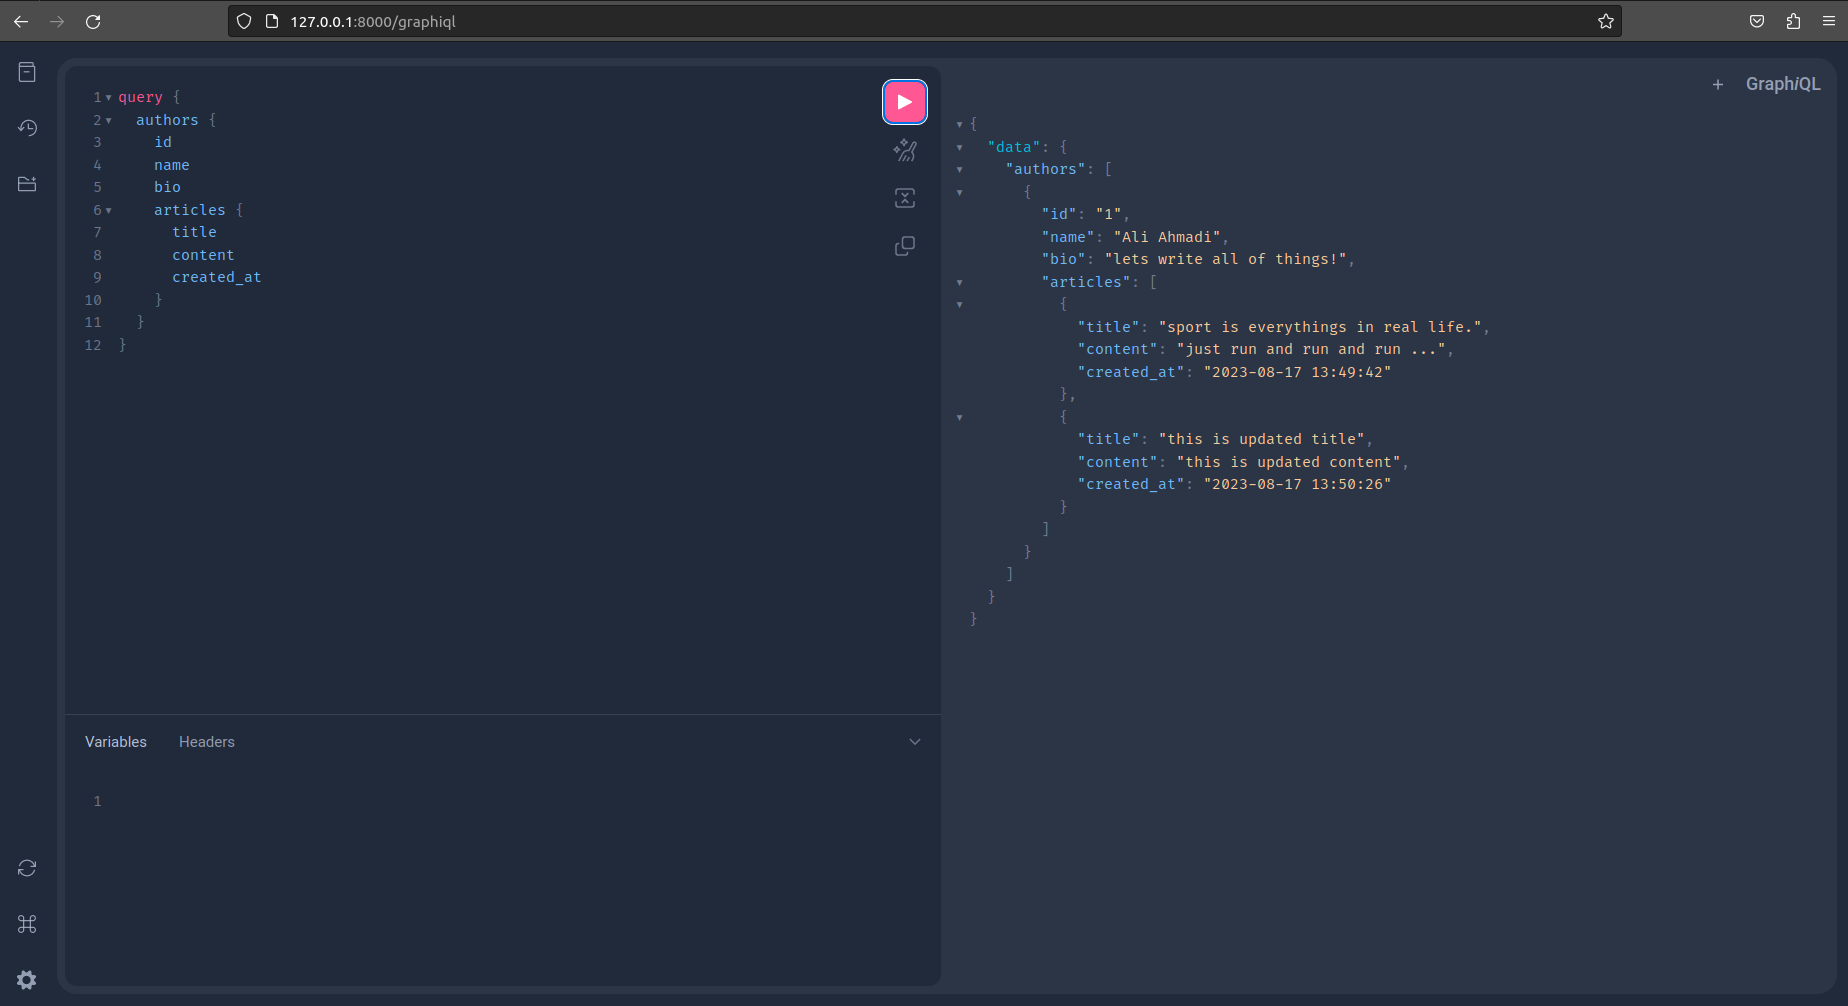 127.0.0.1:8000/graphiql
1 query {
2 authors {
3 id
4 name
5 bio
6 articles {
7 title
8 content
9 created_at
10 }
11 }
12 }
Variables Headers
1
+ GraphiQL
{
"data": {
"authors": [
{
"id": "1",
"name": "Ali Ahmadi",
"bio": "lets write all of things!",
"articles": [
{
"title": "sport is everythings in real life.",
"content": "just run and run and run ...",
"created_at": "2023-08-17 13:49:42"
},
{
"title": "this is updated title",
"content": "this is updated content",
"created_at": "2023-08-17 13:50:26"
}
]
}
]
}
}